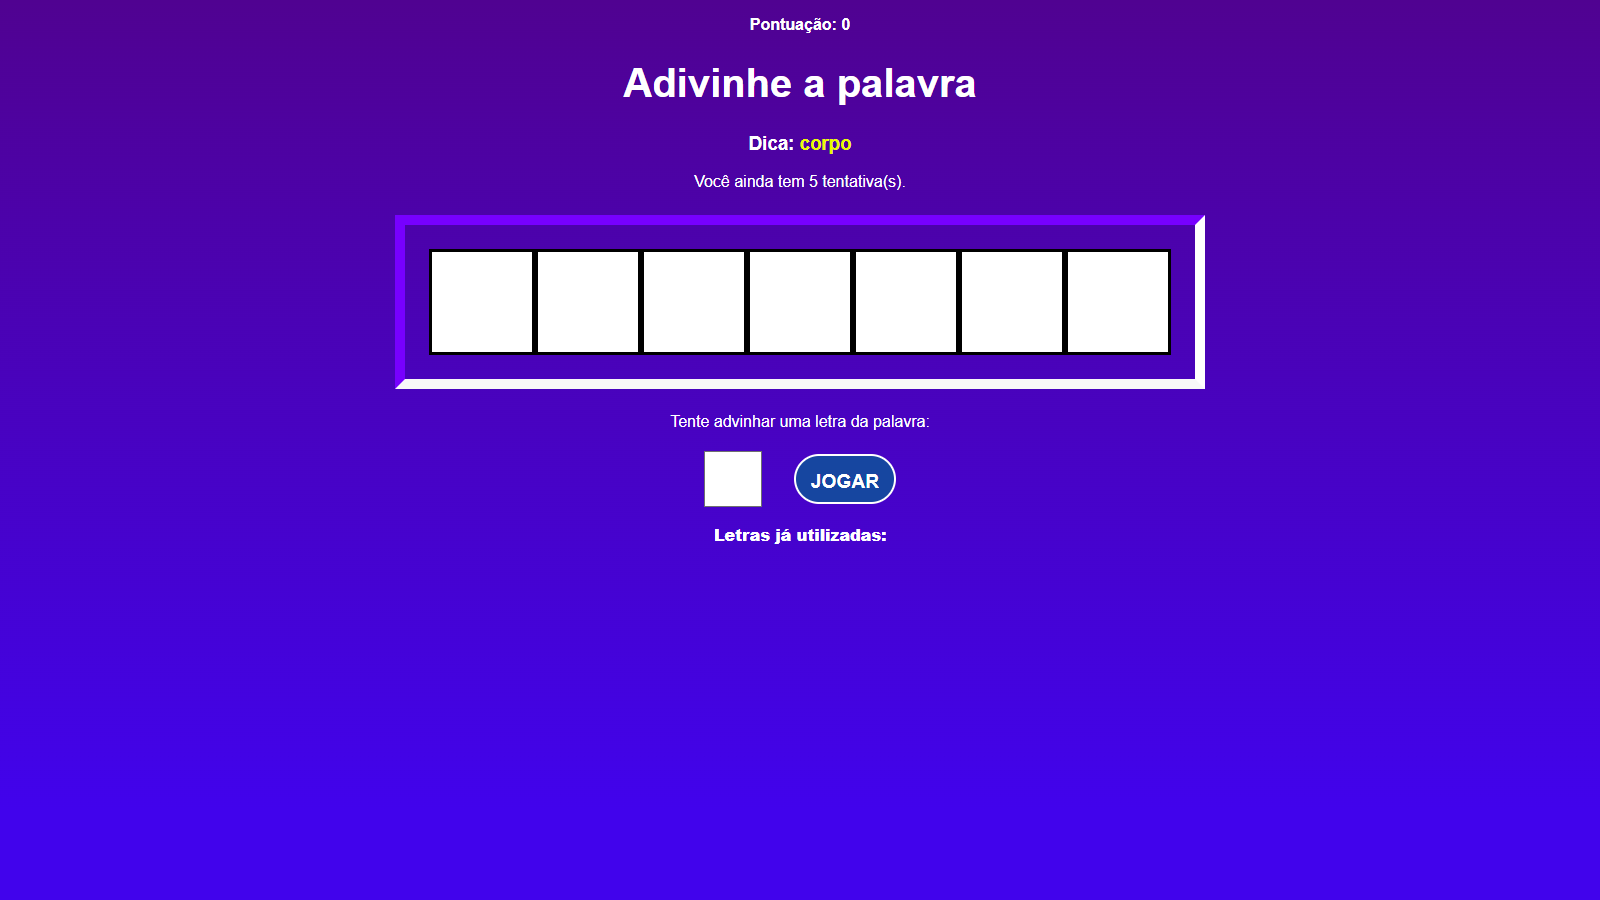 Pontuação: 0
Adivinhe a palavra
Dica: corpo
Você ainda tem 5 tentativa(s).
Tente advinhar uma letra da palavra:
JOGAR
Letras já utilizadas: